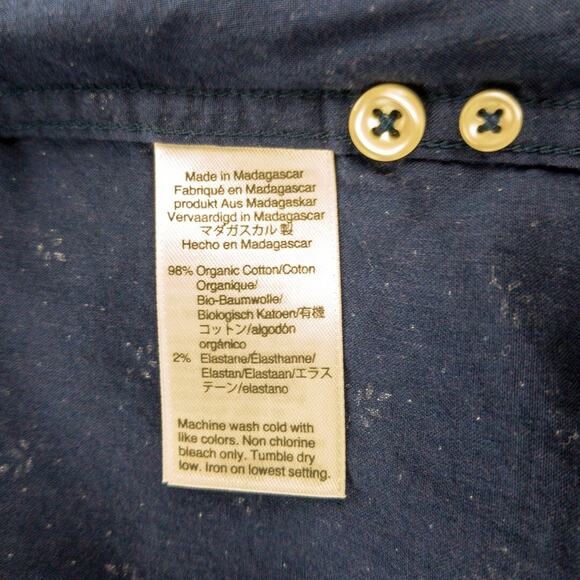 Made in Madagascar
Fabriqué en Madagascar
produkt Aus Madagaskar
Vervaardigd in Madagascar
マダガスカル 製
Hecho en Madagascar
98% Organic Cotton/Coton
Organique/
Bio-Baumwolle/
Biologisch Katoen/有機
コットン/algodón
orgánico
2% Elastane/Élasthanne/
Elastan/Elastaan/エラス
テーン/elastano
Machine wash cold with
like colors. Non chlorine
bleach only. Tumble dry
low. Iron on lowest setting.